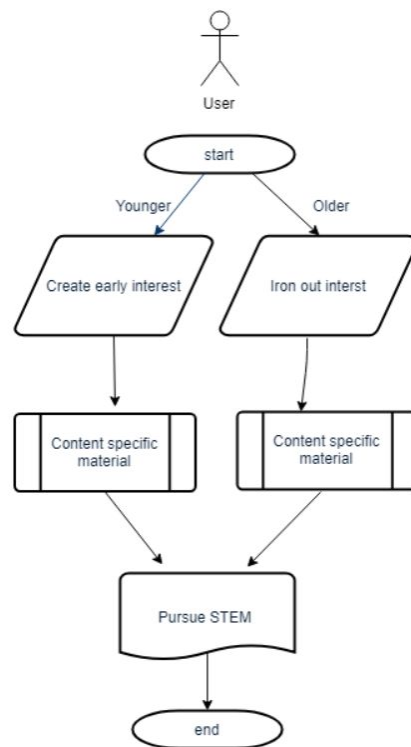 User
start
Younger
Older
Create early interest
Iron out interst
Content specific
material
Content specific
material
Pursue STEM
end